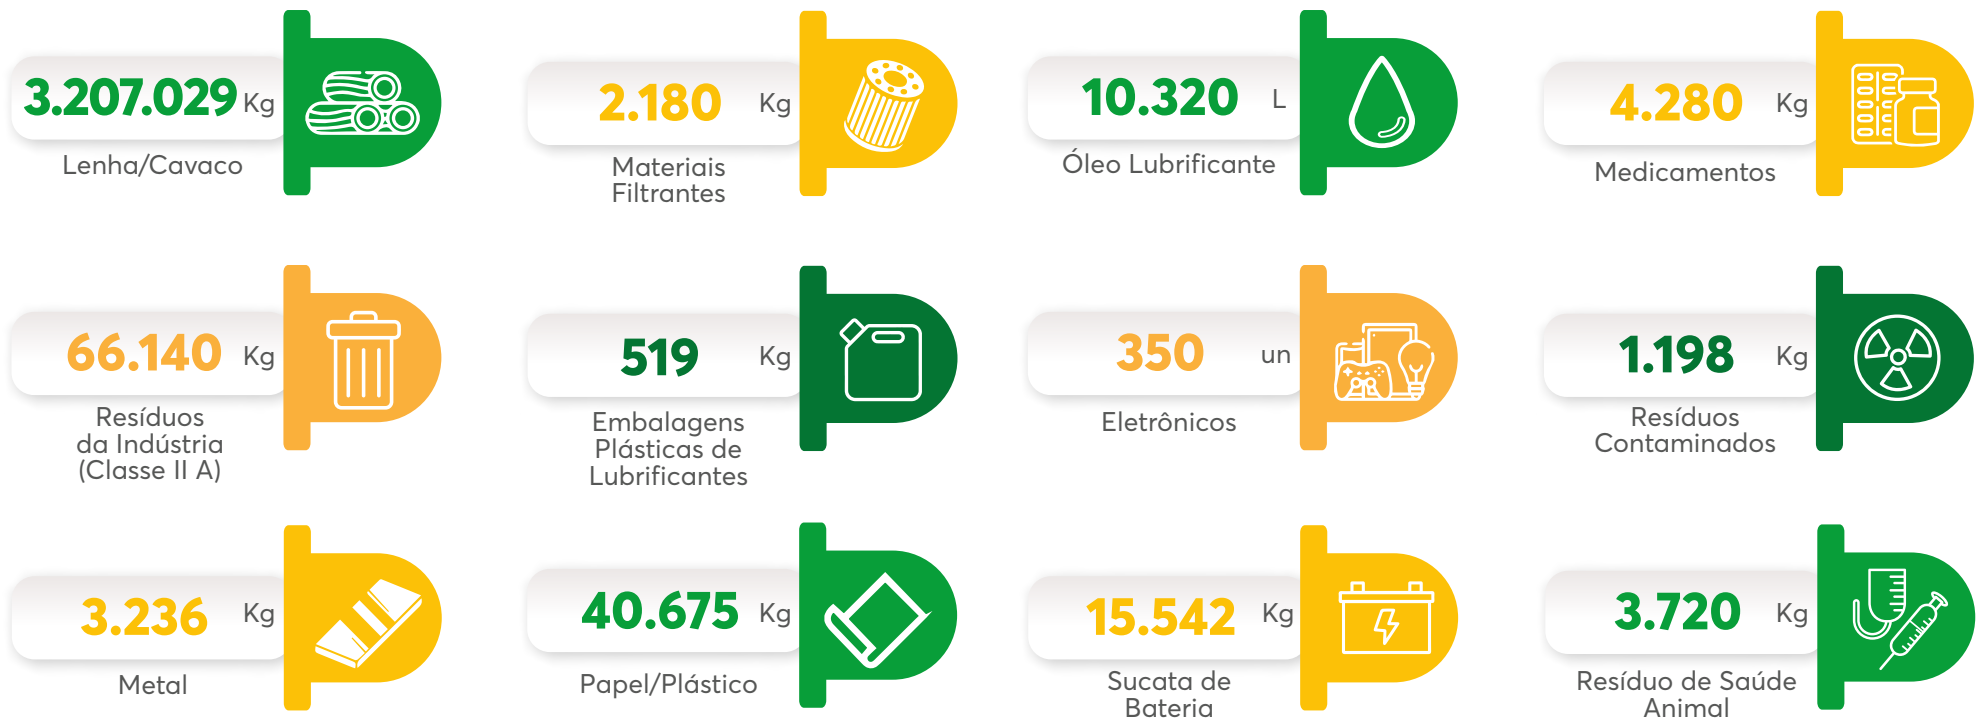 3.207.029 Kg
Lenha/Cavaco
2.180 Kg
Materiais
Filtrantes
10.320 L
Óleo Lubrificante
4.280 Kg
Medicamentos
66.140 Kg
Resíduos
da Indústria
(Classe II A)
519 Kg
Embalagens
Plásticas de
Lubrificantes
350 un
Eletrônicos
1.198 Kg
Resíduos
Contaminados
3.236 Kg
Metal
40.675 Kg
Papel/Plástico
15.542 Kg
Sucata de
Bateria
3.720 Kg
Resíduo de Saúde
Animal